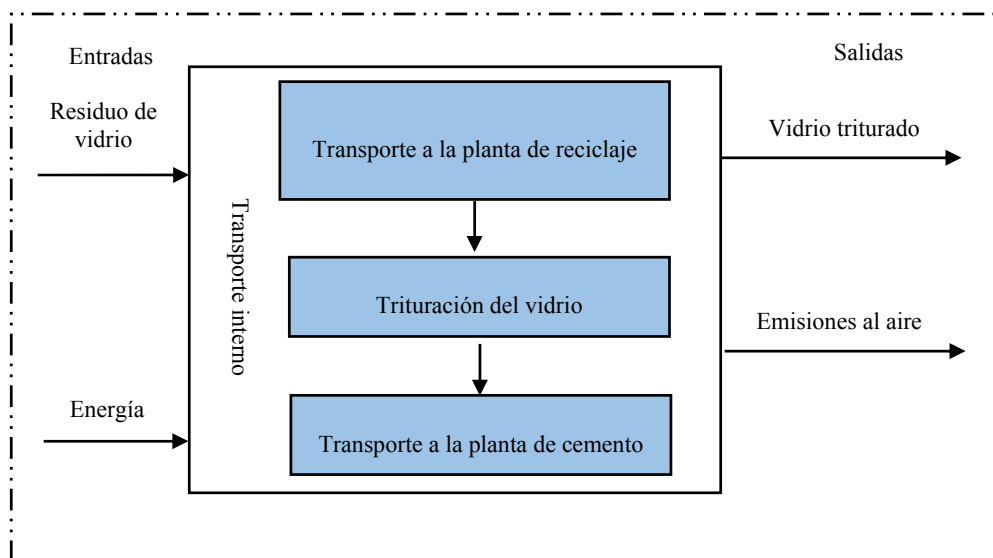 Entradas
Salidas
Residuo de
vidrio
Energía
Transporte interno
Transporte a la planta de reciclaje
Trituración del vidrio
Transporte a la planta de cemento
Vidrio triturado
Emisiones al aire